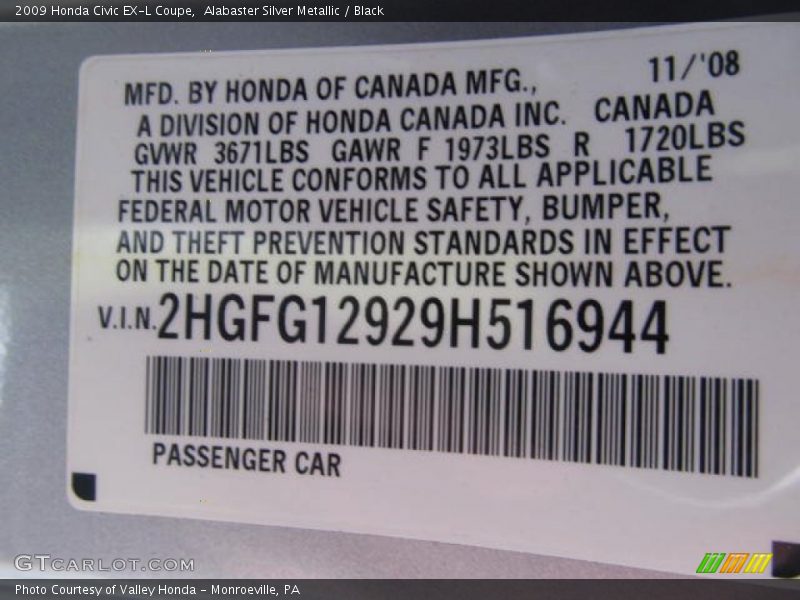 2009 Honda Civic EX-L Coupe,  Alabaster Silver Metallic / Black
11/'08
MFD. BY HONDA OF CANADA MFG.,
A DIVISION OF HONDA CANADA INC. CANADA
GVWR 3671LBS GAWR F 1973LBS R 1720LBS
THIS VEHICLE CONFORMS TO ALL APPLICABLE
FEDERAL MOTOR VEHICLE SAFETY, BUMPER,
AND THEFT PREVENTION STANDARDS IN EFFECT
ON THE DATE OF MANUFACTURE SHOWN ABOVE.
V.I.N. 2HGFG12929H516944
PASSENGER CAR
GTCARLOT.COM
Photo Courtesy of Valley Honda - Monroeville, PA